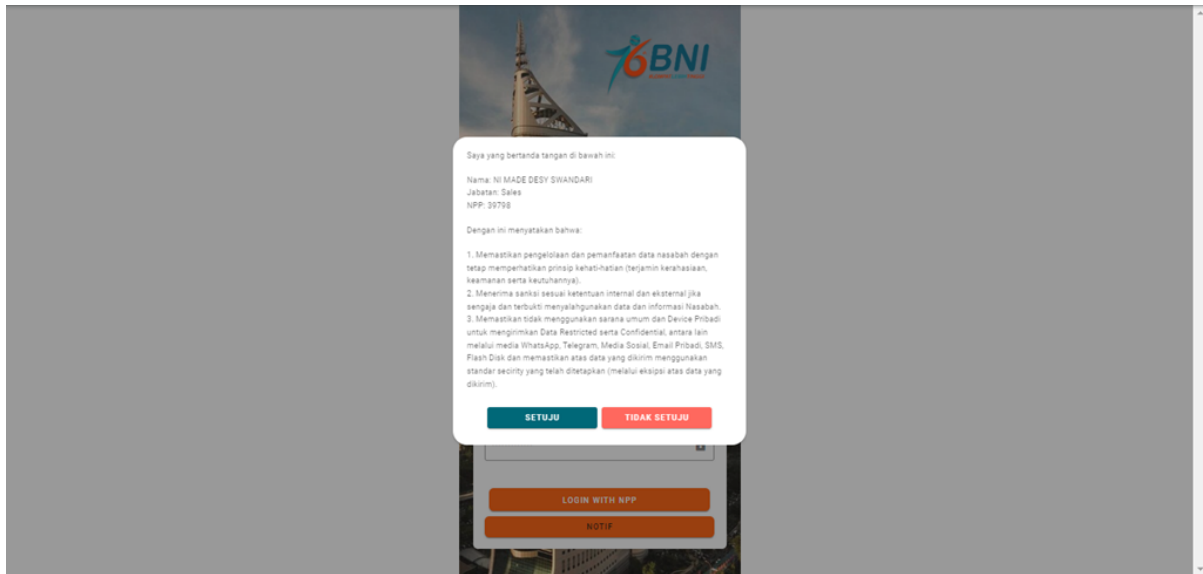 76 BNI
Saya yang bertanda tangan di bawah ini:
Nama: NI MADE DESY SWANDARI
Jabatan: Sales
NPP: 39798
Dengan ini menyatakan bahwa:
1. Memastikan pengelolaan dan pemanfaatan data nasabah dengan
tetap memperhatikan prinsip kehati-hatian (terjamin kerahasiaan,
keamanan serta keutuhannya).
2. Menerima sanksi sesuai ketentuan internal dan eksternal jika
sengaja dan terbukti menyalahgunakan data dan informasi Nasabah.
3. Memastikan tidak menggunakan sarana umum dan Device Pribadi
untuk mengirimkan Data Restricted serta Confidential, antara lain
melalui media WhatsApp, Telegram, Media Sosial, Email Pribadi, SMS,
Flash Disk dan memastikan atas data yang dikirim menggunakan
standar secirity yang telah ditetapkan (melalui eksipsi atas data yang
dikirim).
SETUJU
TIDAK SETUJU
LOGIN WITH NPP
NOTIF